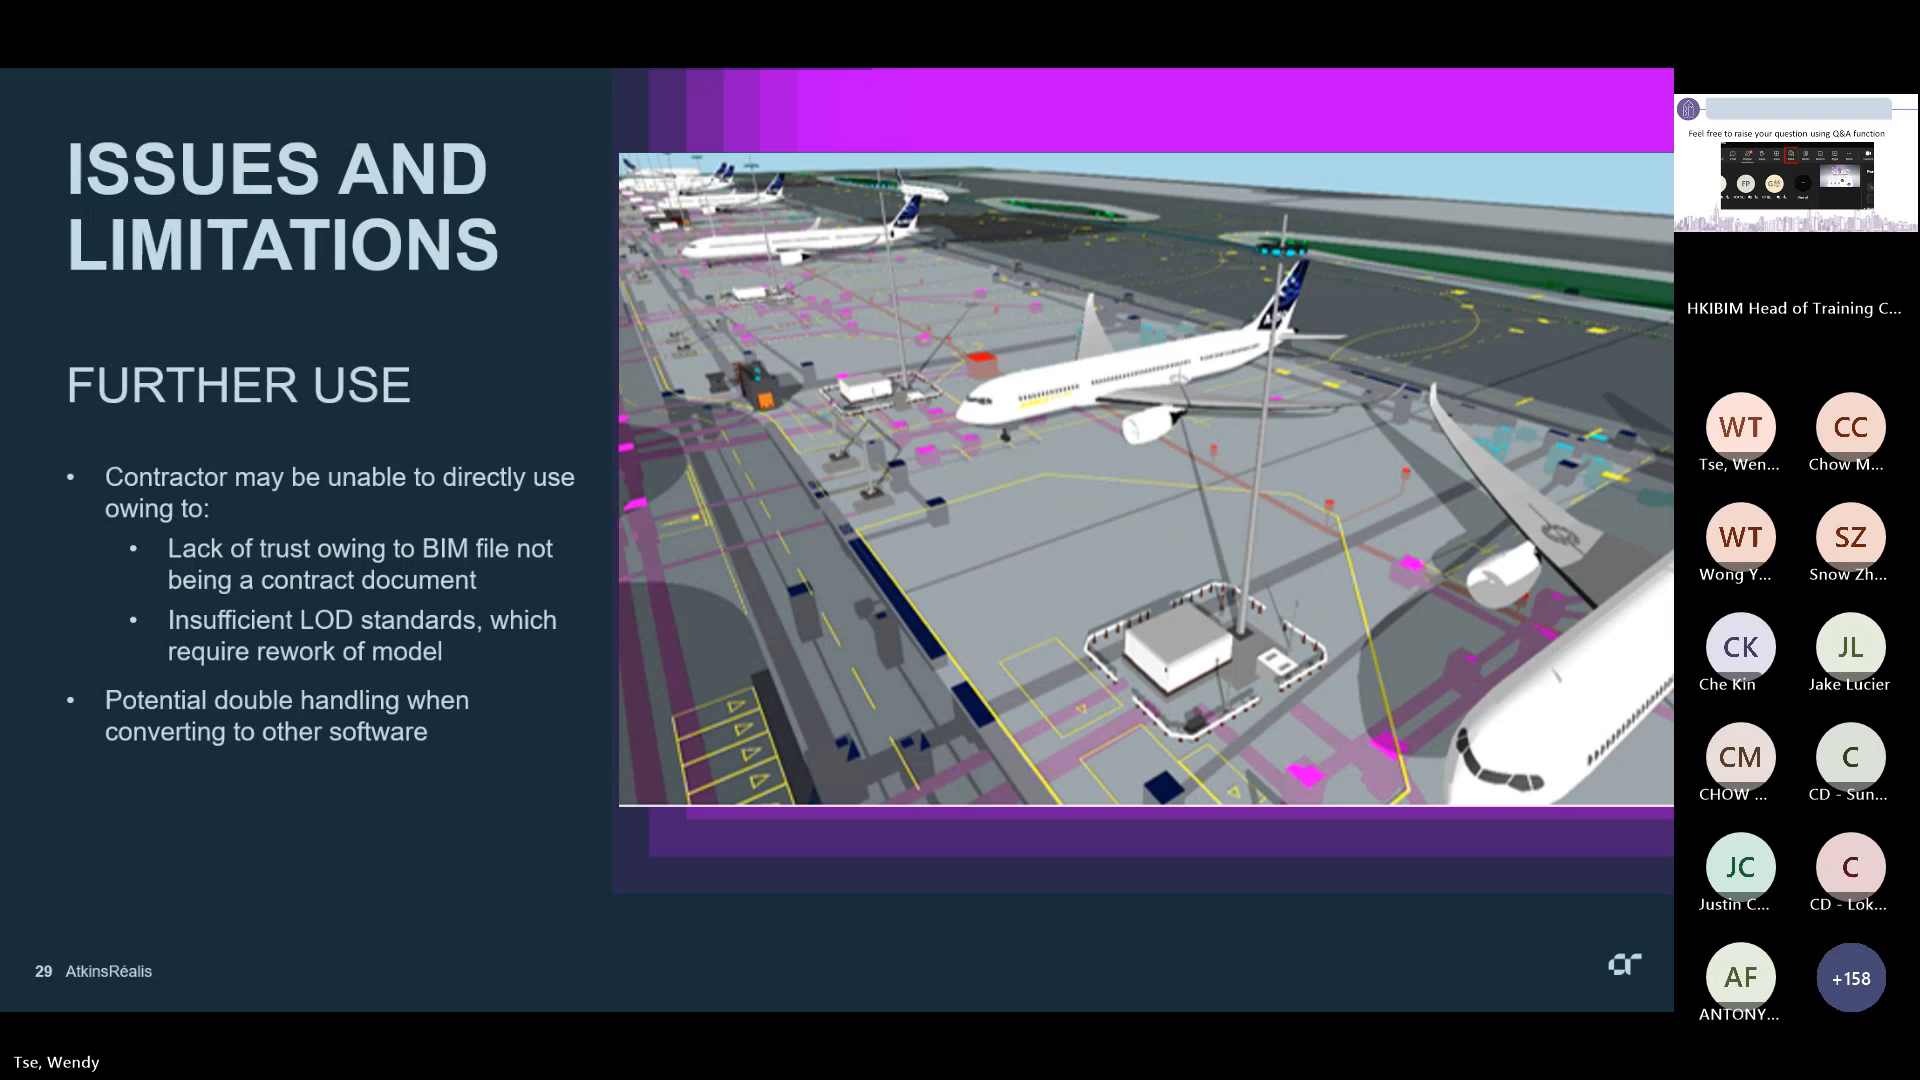 ISSUES AND
LIMITATIONS
FURTHER USE
• Contractor may be unable to directly use
owing to:
• Lack of trust owing to BIM file not
being a contract document
• Insufficient LOD standards, which
require rework of model
• Potential double handling when
converting to other software
29 AtkinsRéalis
Feel free to raise your question using Q&A function
FP
HKIBIM Head of Training C...
WT
Tse, Wen...
CC
Chow M...
WT
Wong Y...
SZ
Snow Zh...
CK
Che Kin
JL
Jake Lucier
CM
CHOW ...
C
CD - Sun...
JC
Justin C...
C
CD - Lok...
AF
ANTONY...
+158
Tse, Wendy